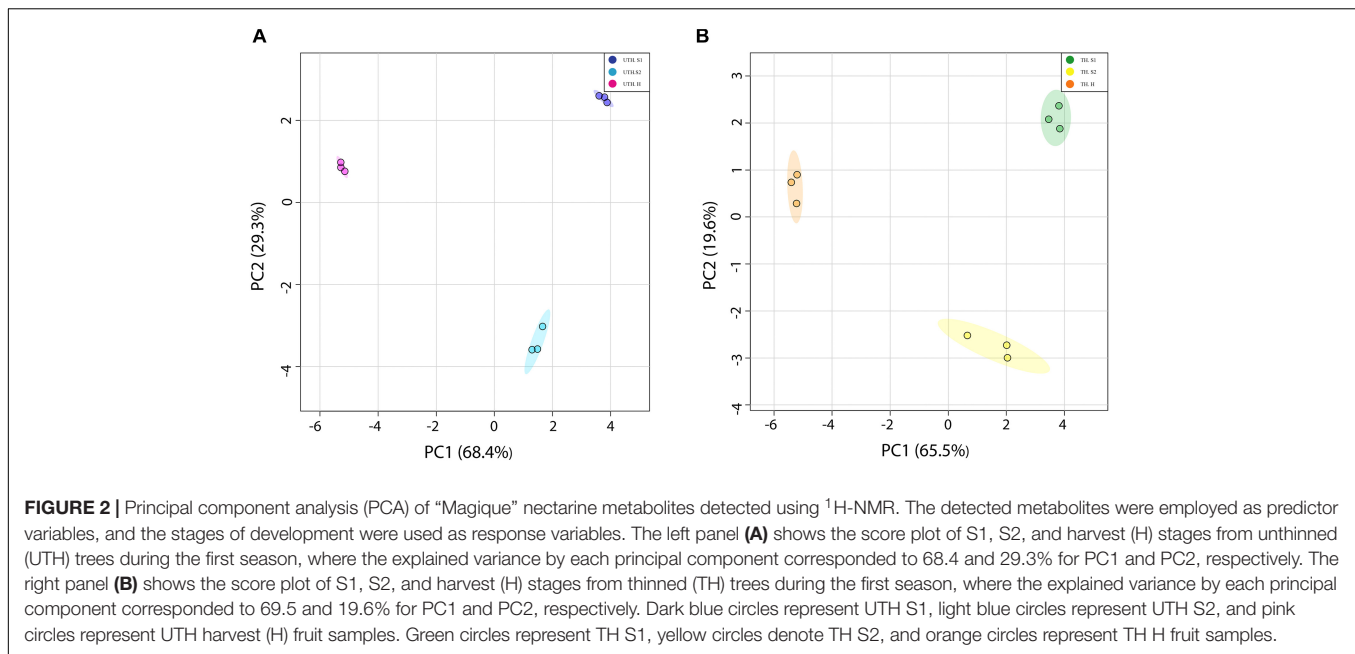 A
UTH. S1
UTH.S2
UTH. H
2
0
-2
-4
PC2 (29.3%)
-6 -4 -2 0 2 4
PC1 (68.4%)
B
TH. S1
TH. S2
TH. H
3
2
1
0
-1
-2
-3
-4
PC2 (19.6%)
-6 -4 -2 0 2 4
PC1 (65.5%)
FIGURE 2 | Principal component analysis (PCA) of “Magique” nectarine metabolites detected using ¹H-NMR. The detected metabolites were employed as predictor
variables, and the stages of development were used as response variables. The left panel (A) shows the score plot of S1, S2, and harvest (H) stages from unthinned
(UTH) trees during the first season, where the explained variance by each principal component corresponded to 68.4 and 29.3% for PC1 and PC2, respectively. The
right panel (B) shows the score plot of S1, S2, and harvest (H) stages from thinned (TH) trees during the first season, where the explained variance by each principal
component corresponded to 69.5 and 19.6% for PC1 and PC2, respectively. Dark blue circles represent UTH S1, light blue circles represent UTH S2, and pink
circles represent UTH harvest (H) fruit samples. Green circles represent TH S1, yellow circles denote TH S2, and orange circles represent TH H fruit samples.